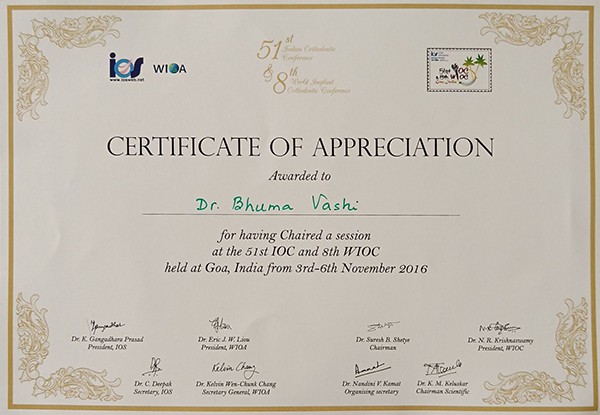 ios
www.iosweb.net
WIOA
51st
Indian Orthodontic
Conference
&
8th
World Implant
Orthodontic Conference
CERTIFICATE OF APPRECIATION
Awarded to
Dr. Bhuma Vashi
for having Chaired a session
at the 51st IOC and 8th WIOC
held at Goa, India from 3rd-6th November 2016
Dr. K. Gangadhara Prasad
President, IOS
Dr. Eric J. W. Liou
President, WIOA
Dr. Suresh B. Shetye
Chairman
Dr. N. R. Krishnaswamy
President, WIOC
Kelvin Chang
Dr. C. Deepak
Secretary, IOS
Dr. Kelvin Wen-Chunk Chang
Secretary General, WIOA
Dr. Nandini V. Kamat
Organising secretary
Dr. K. M. Keluskar
Chairman Scientific